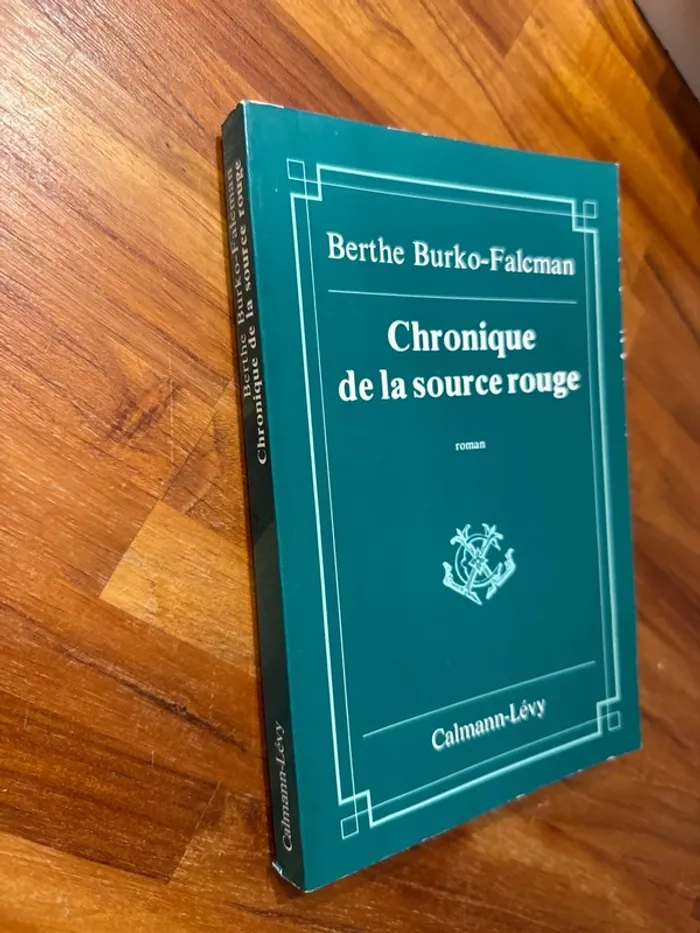 Berthe Burko-Falcman
Chronique
de la source rouge
roman
Calmann-Lévy
Berthe Burko-Falcman
Chronique de la source rouge
Calmann-Lévy